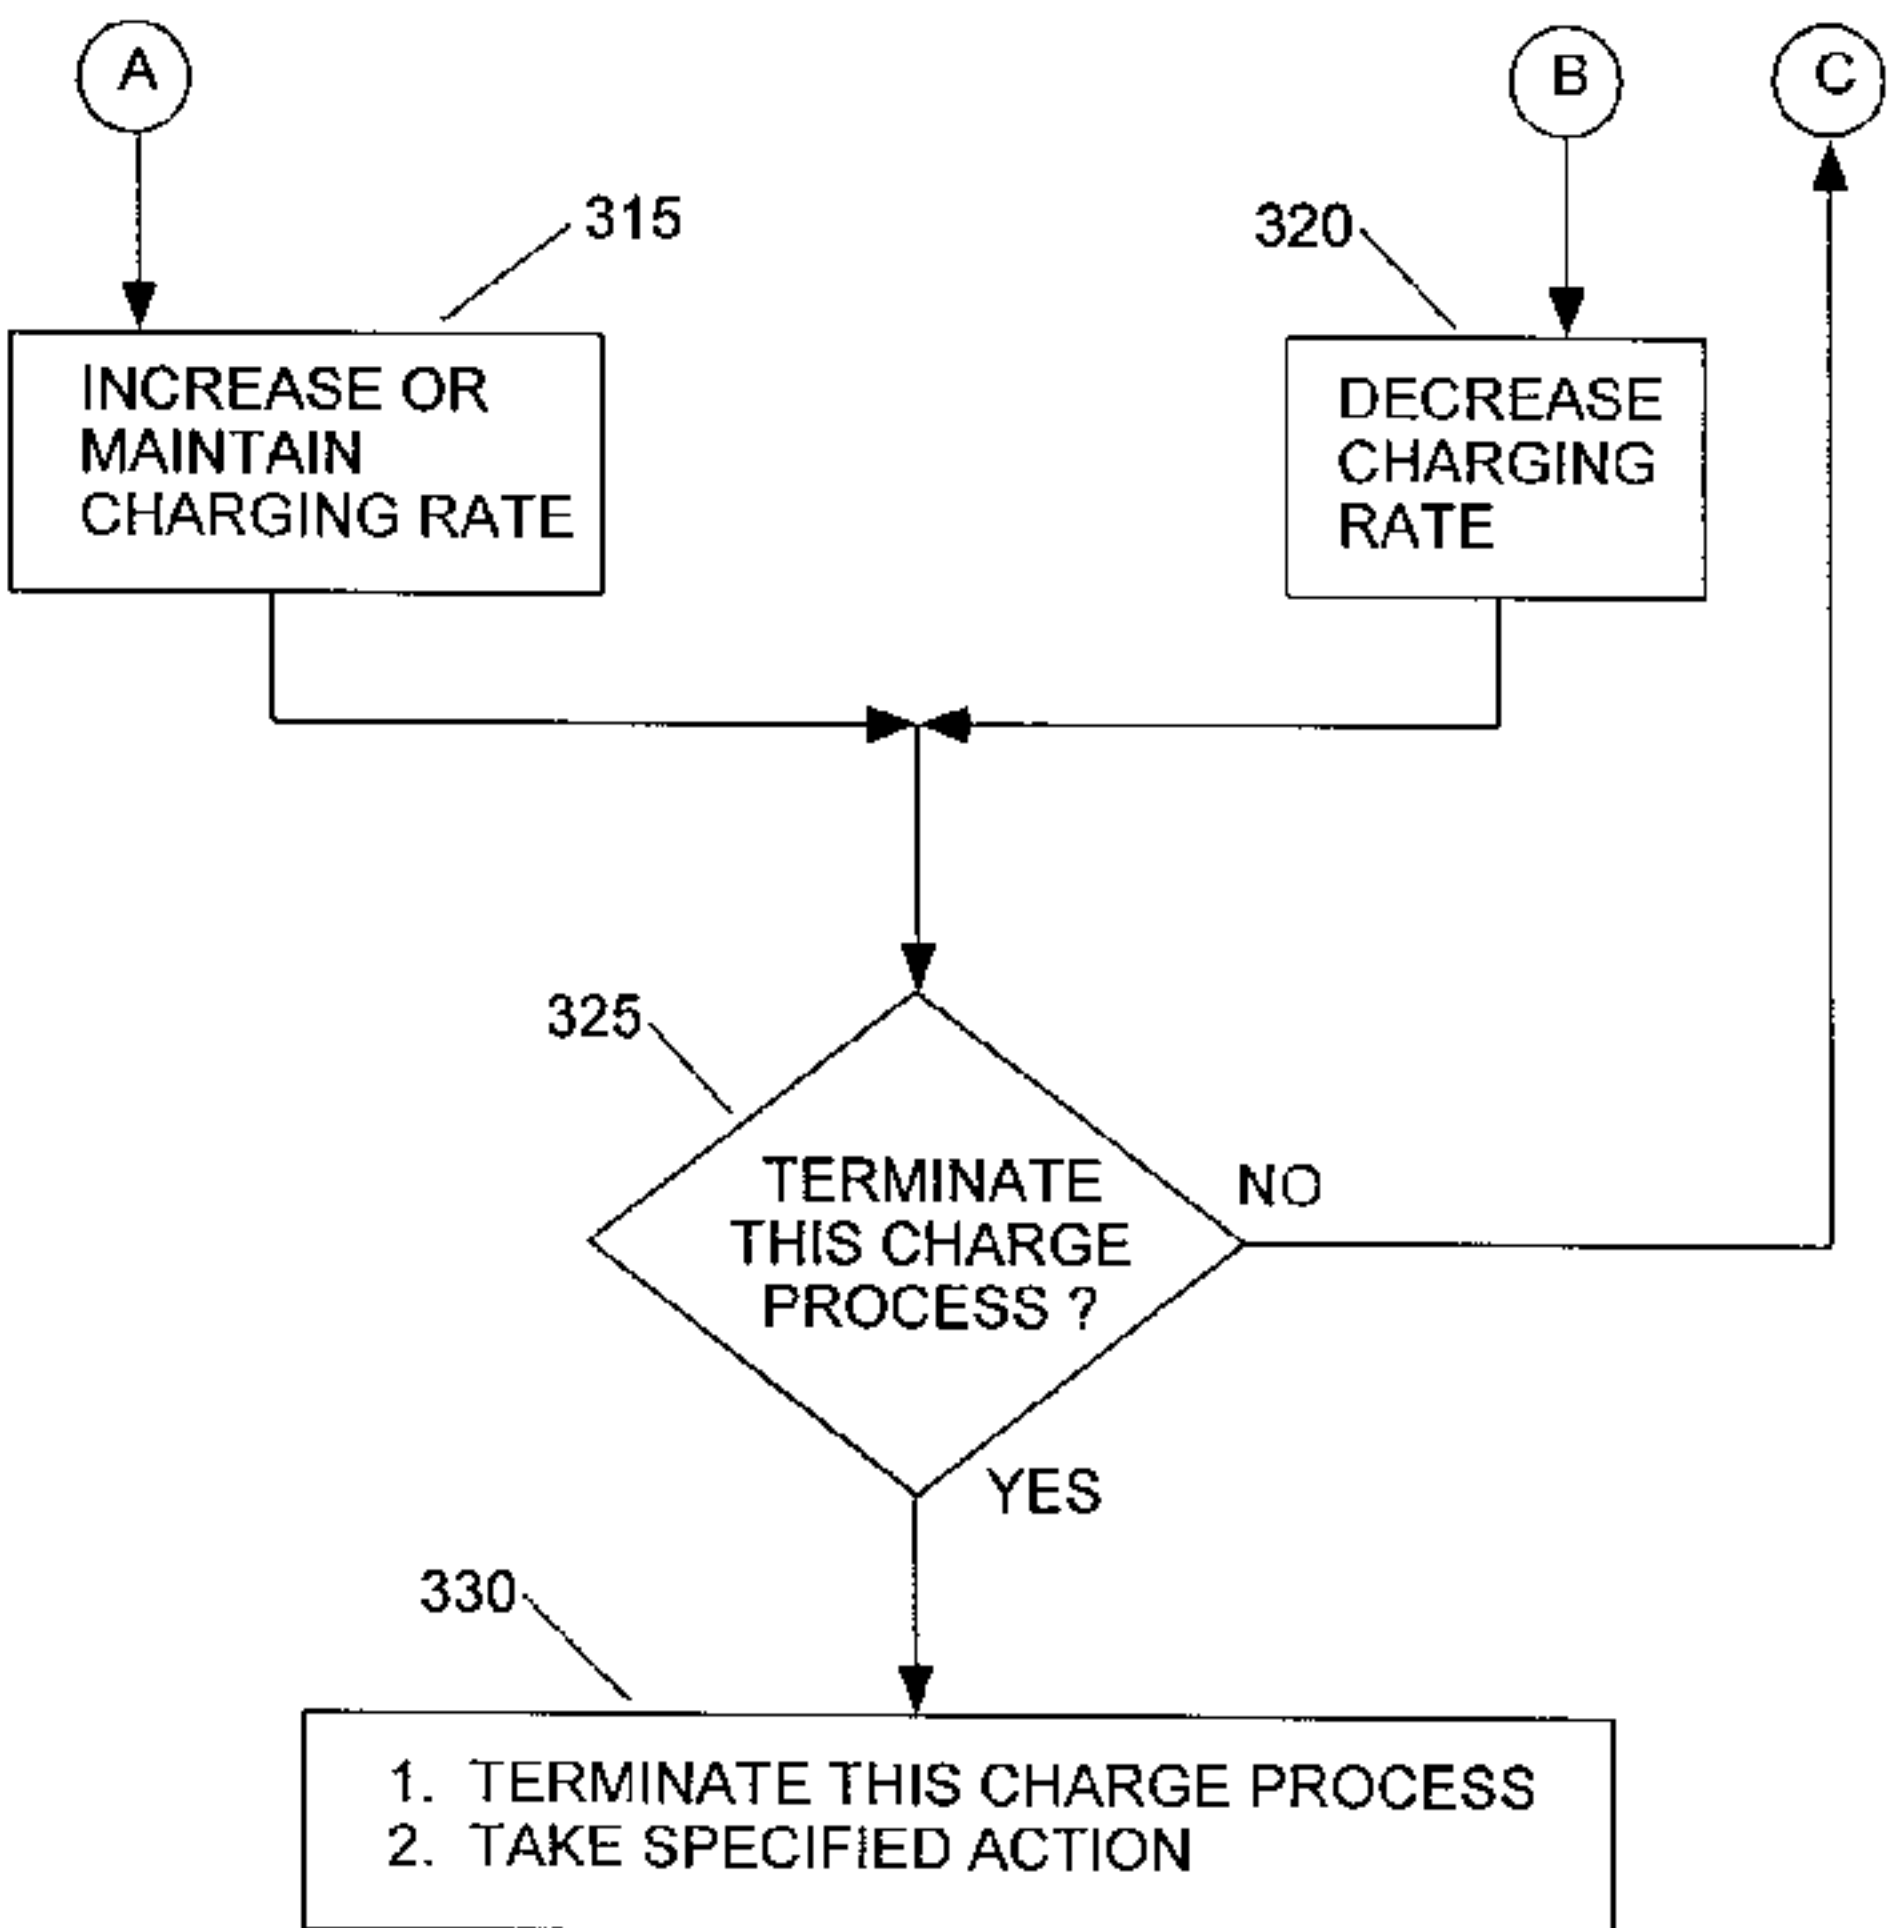 A
B
C
315
320
INCREASE OR
MAINTAIN
CHARGING RATE
DECREASE
CHARGING
RATE
325
TERMINATE
THIS CHARGE
PROCESS ?
NO
YES
330
1. TERMINATE THIS CHARGE PROCESS
2. TAKE SPECIFIED ACTION